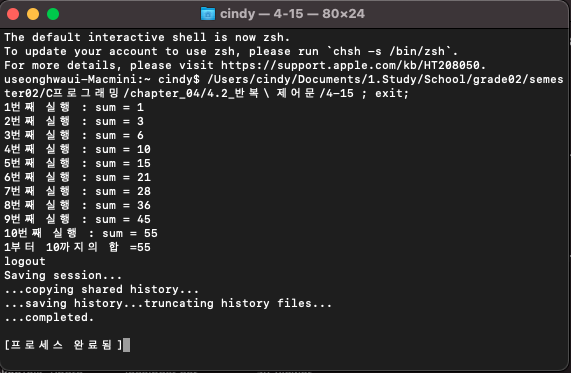 cindy — 4-15 — 80×24
The default interactive shell is now zsh.
To update your account to use zsh, please run `chsh -s /bin/zsh`.
For more details, please visit https://support.apple.com/kb/HT208050.
useonghwaui-Macmini:~ cindy$ /Users/cindy/Documents/1.Study/School/grade02/semes
ter02/C프로그래밍/chapter_04/4.2_반복\ 제어문/4-15 ; exit;
1번째 실행 : sum = 1
2번째 실행 : sum = 3
3번째 실행 : sum = 6
4번째 실행 : sum = 10
5번째 실행 : sum = 15
6번째 실행 : sum = 21
7번째 실행 : sum = 28
8번째 실행 : sum = 36
9번째 실행 : sum = 45
10번째 실행 : sum = 55
1부터 10까지의 합 =55
logout
Saving session...
...copying shared history...
...saving history...truncating history files...
...completed.
[프로세스 완료됨]